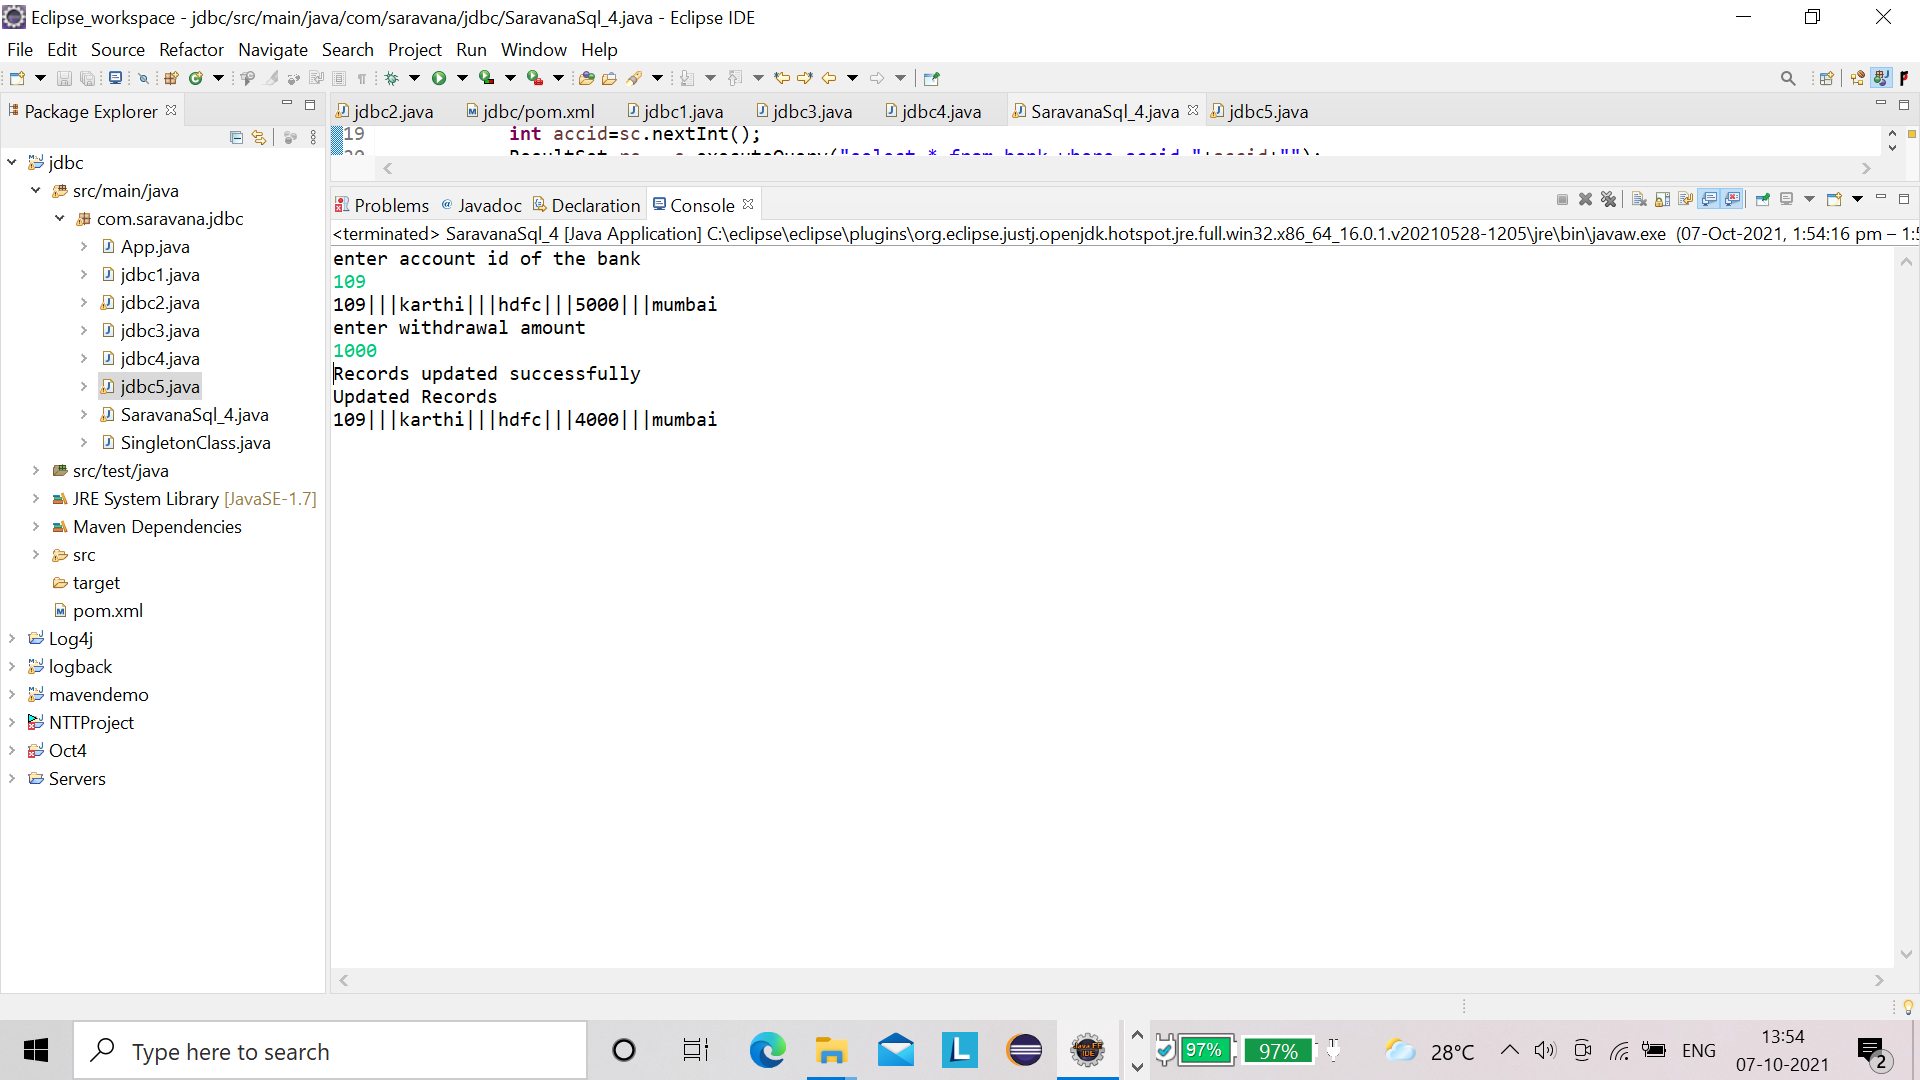 Eclipse_workspace - jdbc/src/main/java/com/saravana/jdbc/SaravanaSql_4.java - Eclipse IDE
File Edit Source Refactor Navigate Search Project Run Window Help
Package Explorer
jdbc2.java jdbc/pom.xml jdbc1.java jdbc3.java jdbc4.java SaravanaSql_4.java jdbc5.java
19 int accid=sc.nextInt();
jdbc
src/main/java
com.saravana.jdbc
App.java
jdbc1.java
jdbc2.java
jdbc3.java
jdbc4.java
jdbc5.java
SaravanaSql_4.java
SingletonClass.java
src/test/java
JRE System Library [JavaSE-1.7]
Maven Dependencies
src
target
pom.xml
Log4j
logback
mavendemo
NTTProject
Oct4
Servers
Problems @ Javadoc Declaration Console
<terminated> SaravanaSql_4 [Java Application] C:\eclipse\eclipse\plugins\org.eclipse.justj.openjdk.hotspot.jre.full.win32.x86_64_16.0.1.v20210528-1205\jre\bin\javaw.exe (07-Oct-2021, 1:54:16 pm – 1:5
enter account id of the bank
109
109|||karthi|||hdfc|||5000|||mumbai
enter withdrawal amount
1000
Records updated successfully
Updated Records
109|||karthi|||hdfc|||4000|||mumbai
Type here to search
L
97% 97%
28°C
ENG
13:54
07-10-2021
2